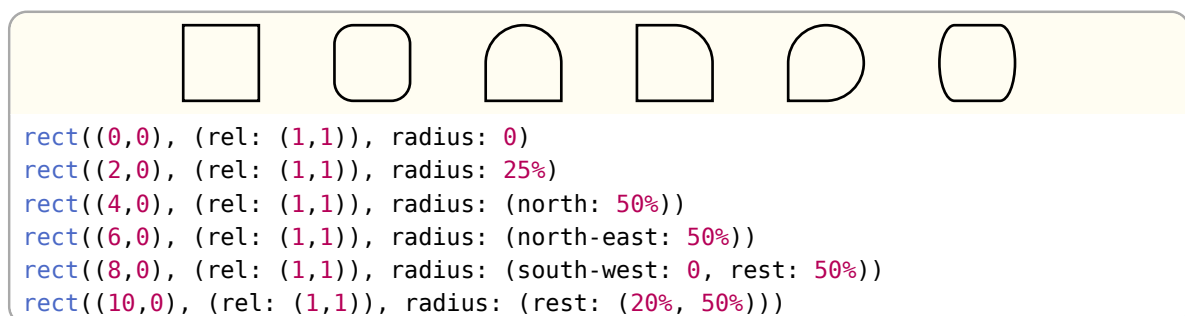 rect((0,0), (rel: (1,1)), radius: 0)
rect((2,0), (rel: (1,1)), radius: 25%)
rect((4,0), (rel: (1,1)), radius: (north: 50%))
rect((6,0), (rel: (1,1)), radius: (north-east: 50%))
rect((8,0), (rel: (1,1)), radius: (south-west: 0, rest: 50%))
rect((10,0), (rel: (1,1)), radius: (rest: (20%, 50%)))